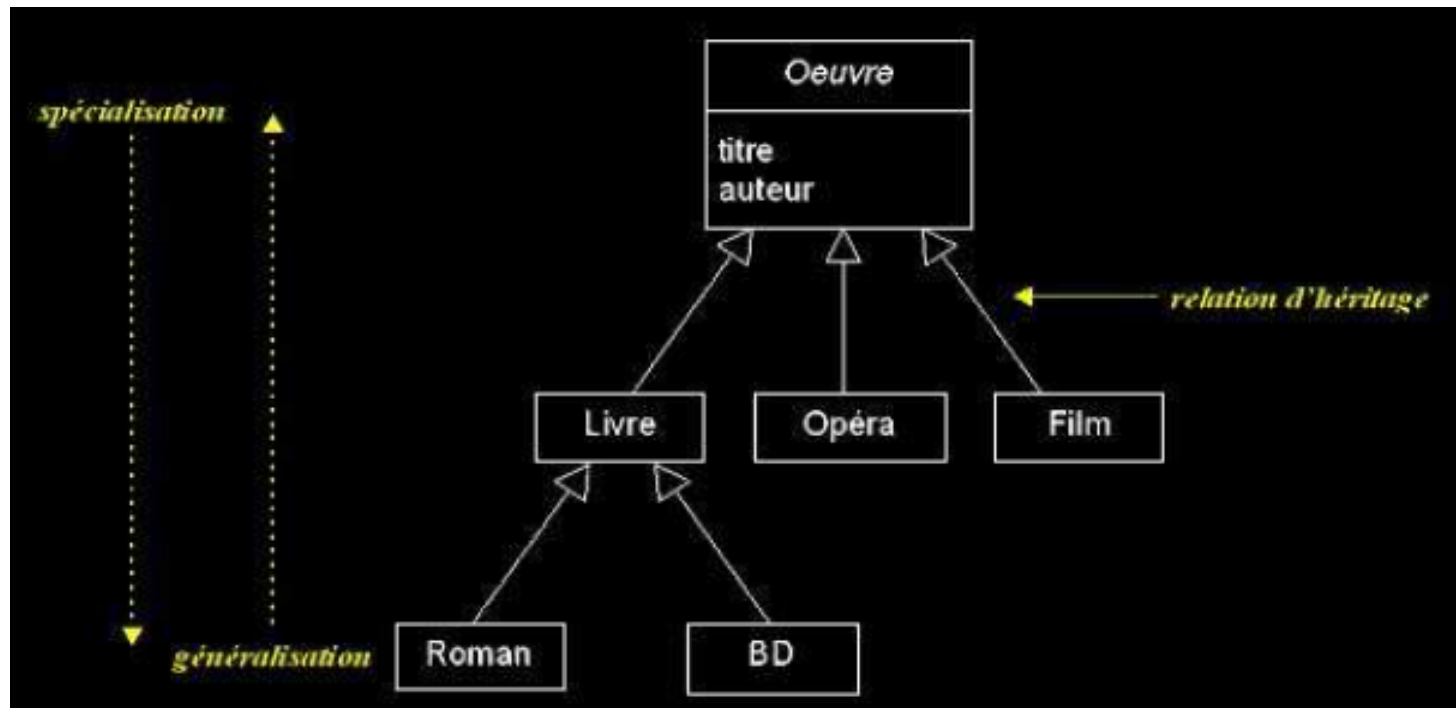 Oeuvre
spécialisation
titre
auteur
relation d'héritage
Livre
Opéra
Film
Roman
BD
généralisation